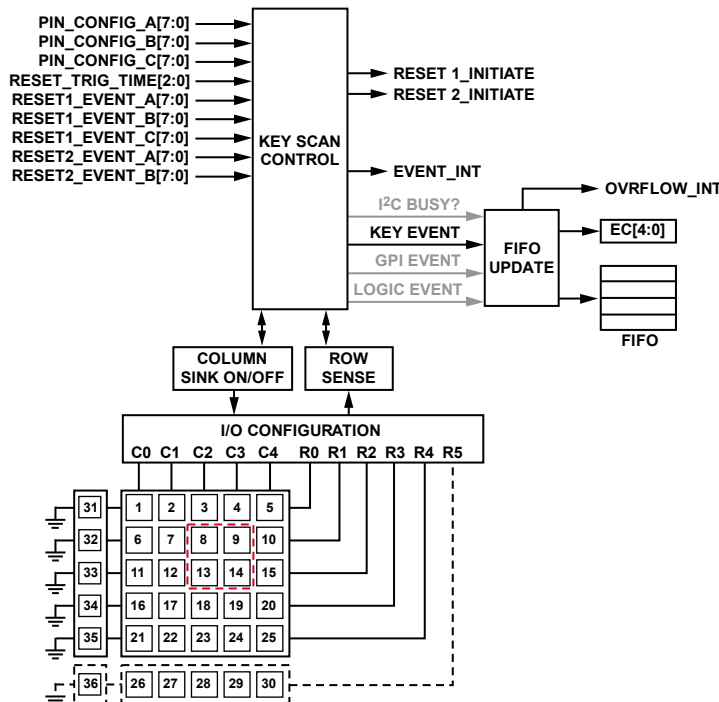 PIN_CONFIG_A[7:0]
PIN_CONFIG_B[7:0]
PIN_CONFIG_C[7:0]
RESET_TRIG_TIME[2:0]
RESET1_EVENT_A[7:0]
RESET1_EVENT_B[7:0]
RESET1_EVENT_C[7:0]
RESET2_EVENT_A[7:0]
RESET2_EVENT_B[7:0]
KEY SCAN
CONTROL
RESET 1_INITIATE
RESET 2_INITIATE
EVENT_INT
I2C BUSY?
KEY EVENT
GPI EVENT
LOGIC EVENT
FIFO
UPDATE
OVRFLOW_INT
EC[4:0]
FIFO
COLUMN
SINK ON/OFF
ROW
SENSE
I/O CONFIGURATION
C0 C1 C2 C3 C4 R0 R1 R2 R3 R4 R5
31 1 2 3 4 5
32 6 7 8 9 10
33 11 12 13 14 15
34 16 17 18 19 20
35 21 22 23 24 25
36 26 27 28 29 30